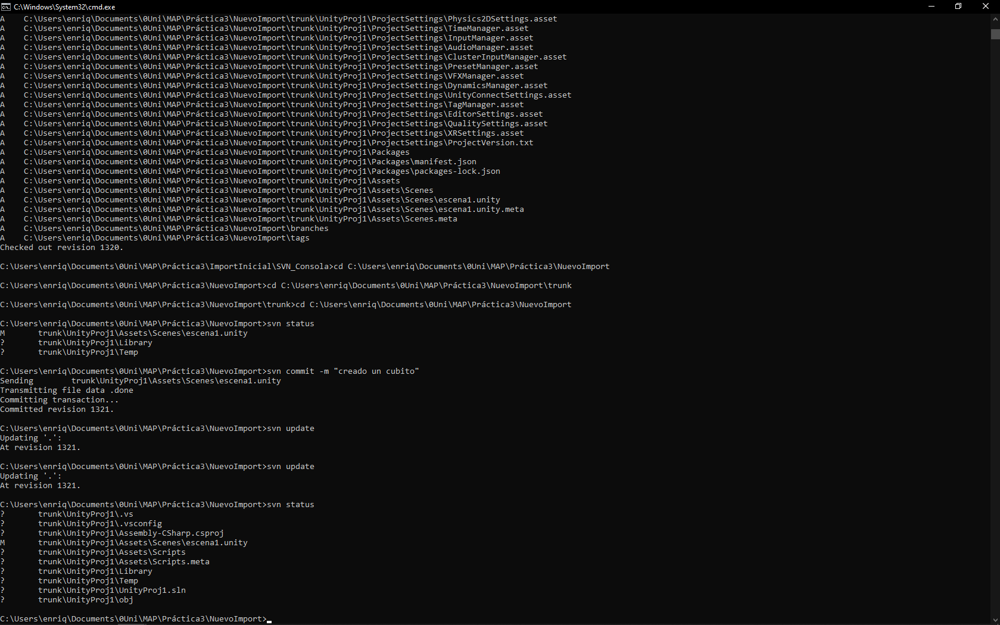 C:\Windows\System32\cmd.exe
A    C:\Users\enriq\Documents\0Uni\MAP\Práctica3\NuevoImport\trunk\UnityProj1\ProjectSettings\Physics2DSettings.asset
A    C:\Users\enriq\Documents\0Uni\MAP\Práctica3\NuevoImport\trunk\UnityProj1\ProjectSettings\TimeManager.asset
A    C:\Users\enriq\Documents\0Uni\MAP\Práctica3\NuevoImport\trunk\UnityProj1\ProjectSettings\InputManager.asset
A    C:\Users\enriq\Documents\0Uni\MAP\Práctica3\NuevoImport\trunk\UnityProj1\ProjectSettings\AudioManager.asset
A    C:\Users\enriq\Documents\0Uni\MAP\Práctica3\NuevoImport\trunk\UnityProj1\ProjectSettings\ClusterInputManager.asset
A    C:\Users\enriq\Documents\0Uni\MAP\Práctica3\NuevoImport\trunk\UnityProj1\ProjectSettings\PresetManager.asset
A    C:\Users\enriq\Documents\0Uni\MAP\Práctica3\NuevoImport\trunk\UnityProj1\ProjectSettings\VFXManager.asset
A    C:\Users\enriq\Documents\0Uni\MAP\Práctica3\NuevoImport\trunk\UnityProj1\ProjectSettings\DynamicsManager.asset
A    C:\Users\enriq\Documents\0Uni\MAP\Práctica3\NuevoImport\trunk\UnityProj1\ProjectSettings\UnityConnectSettings.asset
A    C:\Users\enriq\Documents\0Uni\MAP\Práctica3\NuevoImport\trunk\UnityProj1\ProjectSettings\TagManager.asset
A    C:\Users\enriq\Documents\0Uni\MAP\Práctica3\NuevoImport\trunk\UnityProj1\ProjectSettings\EditorSettings.asset
A    C:\Users\enriq\Documents\0Uni\MAP\Práctica3\NuevoImport\trunk\UnityProj1\ProjectSettings\QualitySettings.asset
A    C:\Users\enriq\Documents\0Uni\MAP\Práctica3\NuevoImport\trunk\UnityProj1\ProjectSettings\XRSettings.asset
A    C:\Users\enriq\Documents\0Uni\MAP\Práctica3\NuevoImport\trunk\UnityProj1\ProjectSettings\ProjectVersion.txt
A    C:\Users\enriq\Documents\0Uni\MAP\Práctica3\NuevoImport\trunk\UnityProj1\Packages
A    C:\Users\enriq\Documents\0Uni\MAP\Práctica3\NuevoImport\trunk\UnityProj1\Packages\manifest.json
A    C:\Users\enriq\Documents\0Uni\MAP\Práctica3\NuevoImport\trunk\UnityProj1\Packages\packages-lock.json
A    C:\Users\enriq\Documents\0Uni\MAP\Práctica3\NuevoImport\trunk\UnityProj1\Assets
A    C:\Users\enriq\Documents\0Uni\MAP\Práctica3\NuevoImport\trunk\UnityProj1\Assets\Scenes
A    C:\Users\enriq\Documents\0Uni\MAP\Práctica3\NuevoImport\trunk\UnityProj1\Assets\Scenes\escena1.unity
A    C:\Users\enriq\Documents\0Uni\MAP\Práctica3\NuevoImport\trunk\UnityProj1\Assets\Scenes\escena1.unity.meta
A    C:\Users\enriq\Documents\0Uni\MAP\Práctica3\NuevoImport\trunk\UnityProj1\Assets\Scenes.meta
A    C:\Users\enriq\Documents\0Uni\MAP\Práctica3\NuevoImport\branches
A    C:\Users\enriq\Documents\0Uni\MAP\Práctica3\NuevoImport\tags
Checked out revision 1320.
C:\Users\enriq\Documents\0Uni\MAP\Práctica3\ImportInicial\SVN_Consola>cd C:\Users\enriq\Documents\0Uni\MAP\Práctica3\NuevoImport
C:\Users\enriq\Documents\0Uni\MAP\Práctica3\NuevoImport>cd C:\Users\enriq\Documents\0Uni\MAP\Práctica3\NuevoImport\trunk
C:\Users\enriq\Documents\0Uni\MAP\Práctica3\NuevoImport\trunk>cd C:\Users\enriq\Documents\0Uni\MAP\Práctica3\NuevoImport
C:\Users\enriq\Documents\0Uni\MAP\Práctica3\NuevoImport>svn status
M       trunk\UnityProj1\Assets\Scenes\escena1.unity
?       trunk\UnityProj1\Library
?       trunk\UnityProj1\Temp
C:\Users\enriq\Documents\0Uni\MAP\Práctica3\NuevoImport>svn commit -m "creado un cubito"
Sending        trunk\UnityProj1\Assets\Scenes\escena1.unity
Transmitting file data .done
Committing transaction...
Committed revision 1321.
C:\Users\enriq\Documents\0Uni\MAP\Práctica3\NuevoImport>svn update
Updating '.':
At revision 1321.
C:\Users\enriq\Documents\0Uni\MAP\Práctica3\NuevoImport>svn update
Updating '.':
At revision 1321.
C:\Users\enriq\Documents\0Uni\MAP\Práctica3\NuevoImport>svn status
?       trunk\UnityProj1\.vs
?       trunk\UnityProj1\.vsconfig
?       trunk\UnityProj1\Assembly-CSharp.csproj
M       trunk\UnityProj1\Assets\Scenes\escena1.unity
?       trunk\UnityProj1\Assets\Scripts
?       trunk\UnityProj1\Assets\Scripts.meta
?       trunk\UnityProj1\Library
?       trunk\UnityProj1\Temp
?       trunk\UnityProj1\UnityProj1.sln
?       trunk\UnityProj1\obj
C:\Users\enriq\Documents\0Uni\MAP\Práctica3\NuevoImport>